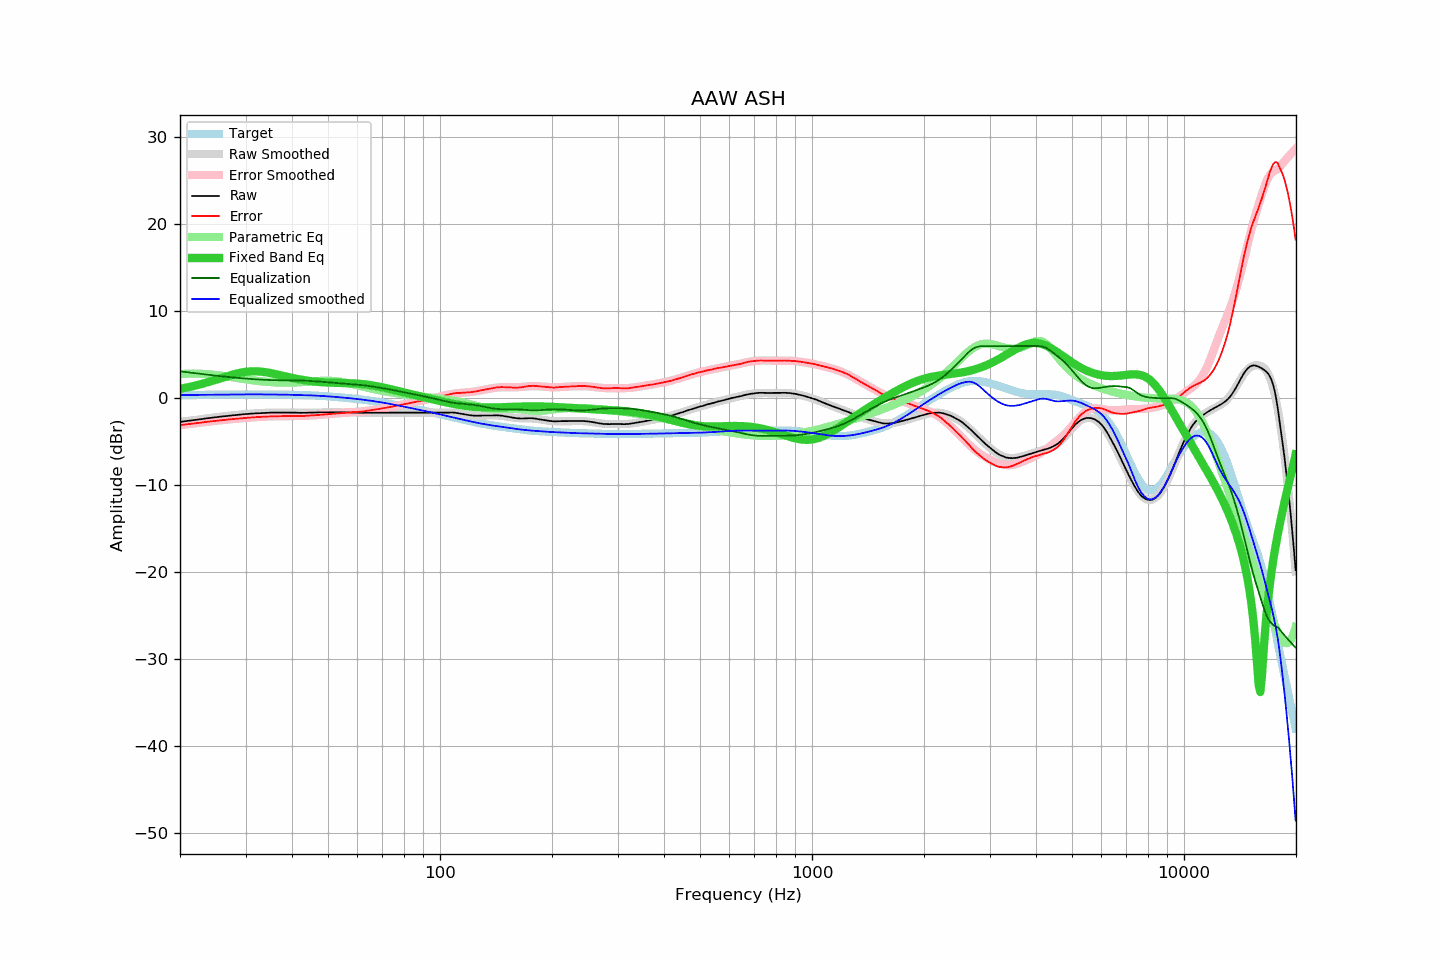 AAW ASH
Target
Raw Smoothed
Error Smoothed
Raw
Error
Parametric Eq
Fixed Band Eq
Equalization
Equalized smoothed
30
20
10
0
−10
−20
−30
−40
−50
Amplitude (dBr)
100 1000 10000
Frequency (Hz)